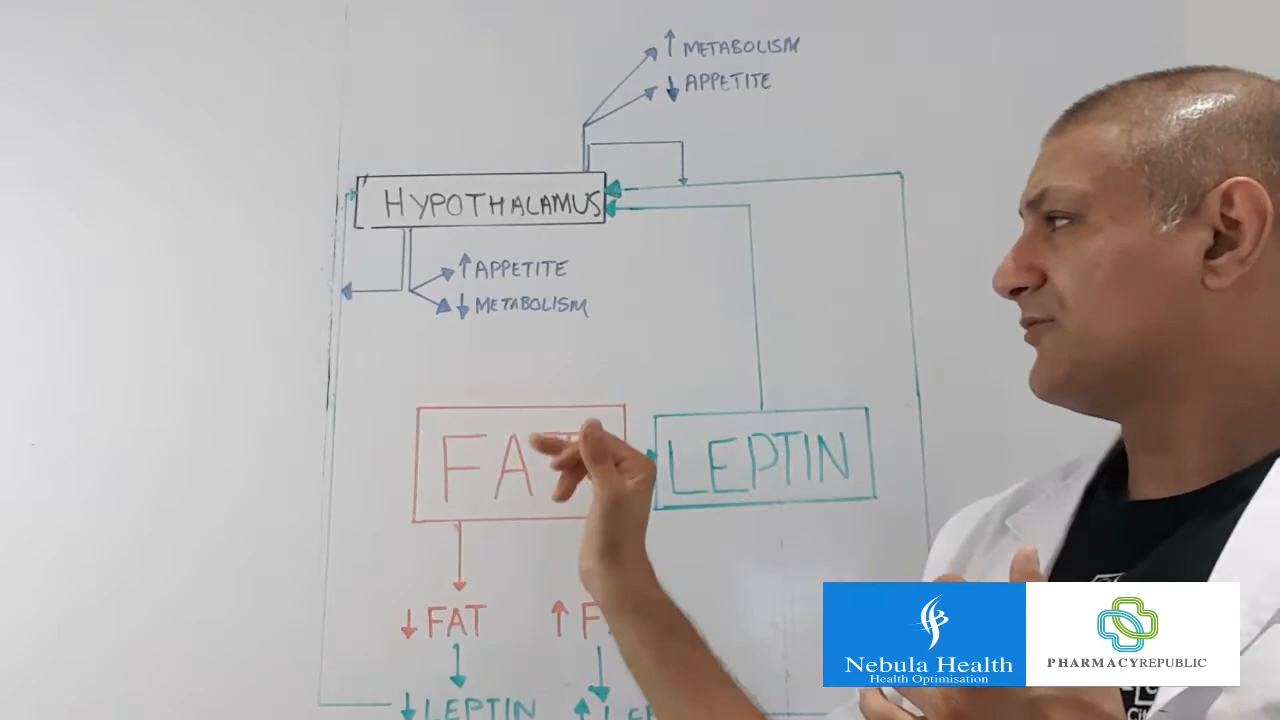 ↑ METABOLISM
↓ APPETITE
HYPOTHALAMUS
↑ APPETITE
↓ METABOLISM
LEPTIN
↓ FAT
↓ LEPTIN
Nebula Health
Health Optimisation
PHARMACYREPUBLIC